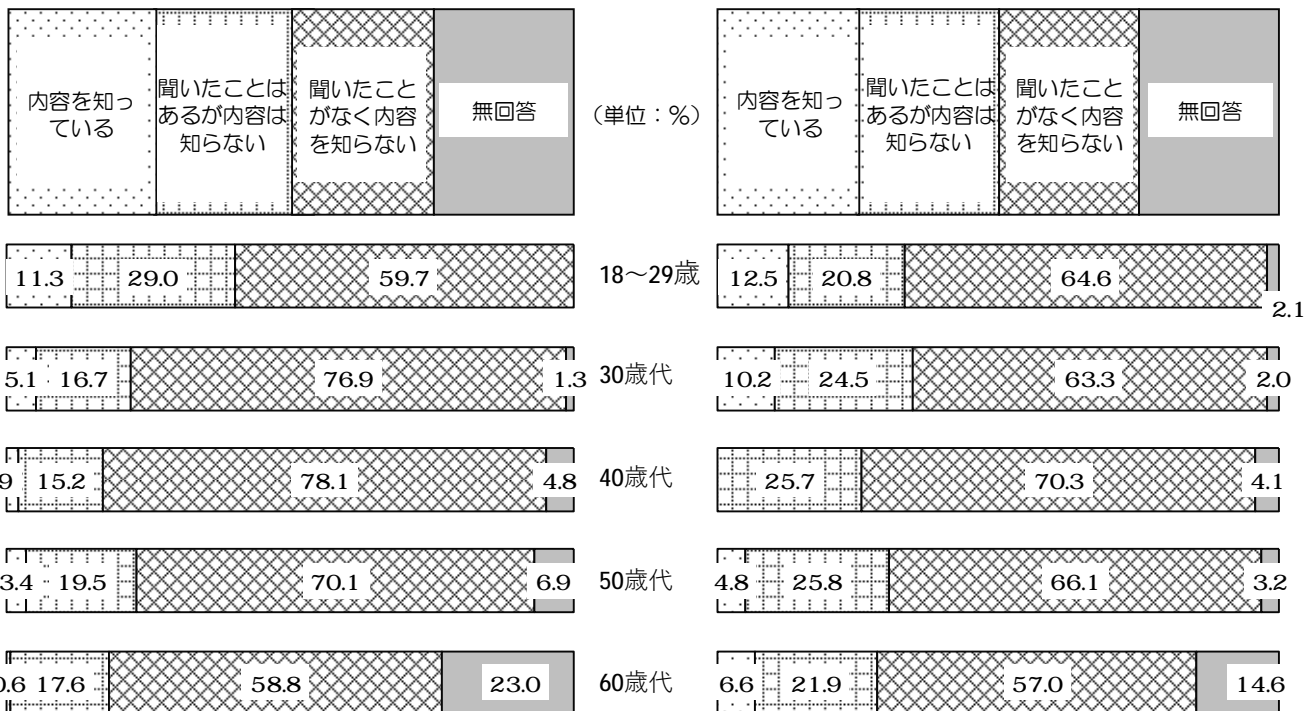 内容を知っ
ている
聞いたことは
あるが内容は
知らない
聞いたこと
がなく内容
を知らない
無回答
(単位:%)
内容を知っ
ている
聞いたことは
あるが内容は
知らない
聞いたこと
がなく内容
を知らない
無回答
11.3 29.0 59.7 18~29歳 12.5 20.8 64.6 2.1
5.1 16.7 76.9 1.3 30歳代 10.2 24.5 63.3 2.0
9 15.2 78.1 4.8 40歳代 25.7 70.3 4.1
3.4 19.5 70.1 6.9 50歳代 4.8 25.8 66.1 3.2
0.6 17.6 58.8 23.0 60歳代 6.6 21.9 57.0 14.6